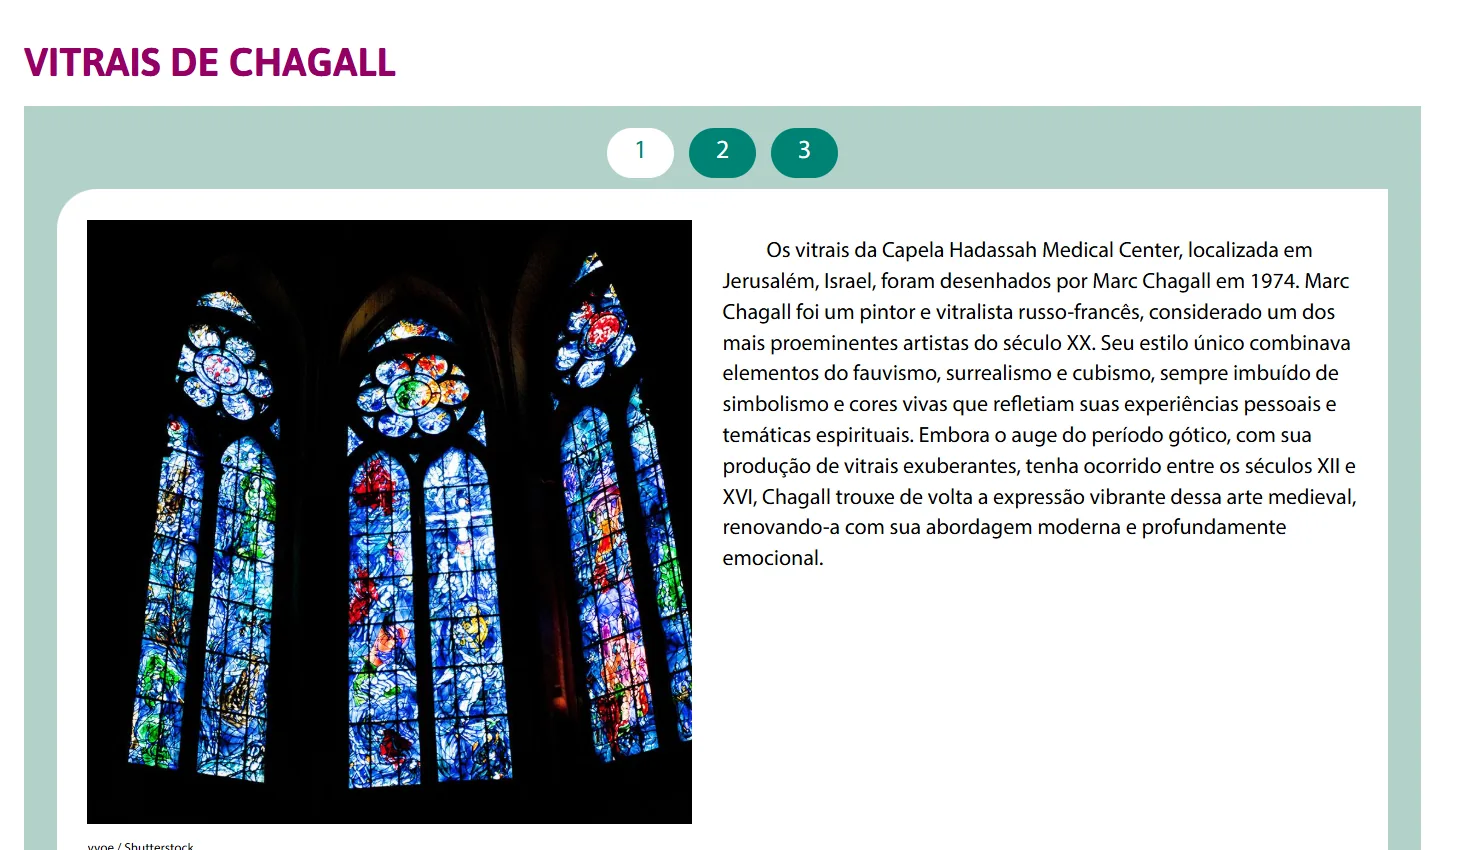 VITRAIS DE CHAGALL
1 2 3
Os vitrais da Capela Hadassah Medical Center, localizada em
Jerusalém, Israel, foram desenhados por Marc Chagall em 1974. Marc
Chagall foi um pintor e vitralista russo-francês, considerado um dos
mais proeminentes artistas do século XX. Seu estilo único combinava
elementos do fauvismo, surrealismo e cubismo, sempre imbuído de
simbolismo e cores vivas que refletiam suas experiências pessoais e
temáticas espirituais. Embora o auge do período gótico, com sua
produção de vitrais exuberantes, tenha ocorrido entre os séculos XII e
XVI, Chagall trouxe de volta a expressão vibrante dessa arte medieval,
renovando-a com sua abordagem moderna e profundamente
emocional.
/ Shutterstock